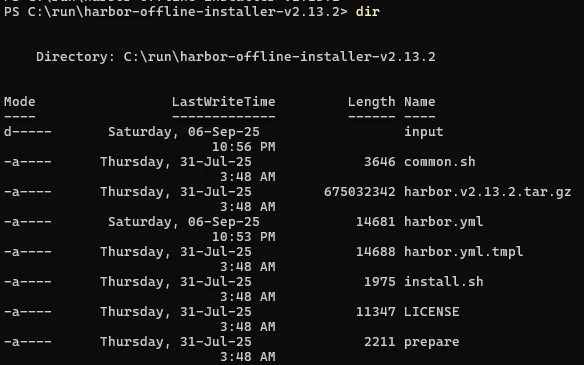 PS C:\run\harbor-offline-installer-v2.13.2> dir
Directory: C:\run\harbor-offline-installer-v2.13.2
Mode LastWriteTime Length Name
---- ------------- ------ ----
d----- Saturday, 06-Sep-25 input
10:56 PM
-a---- Thursday, 31-Jul-25 3646 common.sh
3:48 AM
-a---- Thursday, 31-Jul-25 675032342 harbor.v2.13.2.tar.gz
3:48 AM
-a---- Saturday, 06-Sep-25 14681 harbor.yml
10:53 PM
-a---- Thursday, 31-Jul-25 14688 harbor.yml.tmpl
3:48 AM
-a---- Thursday, 31-Jul-25 1975 install.sh
3:48 AM
-a---- Thursday, 31-Jul-25 11347 LICENSE
3:48 AM
-a---- Thursday, 31-Jul-25 2211 prepare
3:48 AM